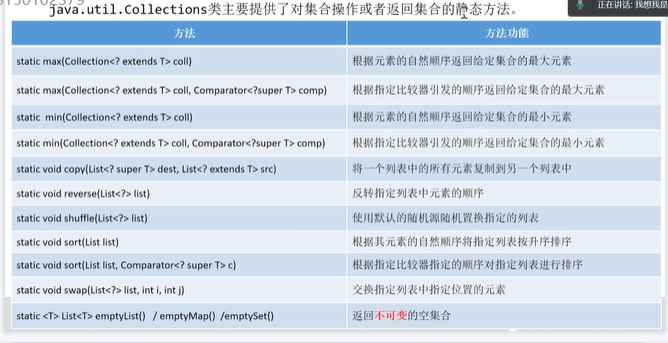 java.util.Collections类主要提供了对集合操作或者返回集合的静态方法。
正在讲话: 我想我是
方法 方法功能
static max(Collection<? extends T> coll) 根据元素的自然顺序返回给定集合的最大元素
static max(Collection<? extends T> coll, Comparator<?super T> comp) 根据指定比较器引发的顺序返回给定集合的最大元素
static  min(Collection<? extends T> coll) 根据元素的自然顺序返回给定集合的最小元素
static min(Collection<? extends T> coll, Comparator<?super T> comp) 根据指定比较器引发的顺序返回给定集合的最小元素
static void copy(List<? super T> dest, List<? extends T> src) 将一个列表中的所有元素复制到另一个列表中
static void reverse(List<?> list) 反转指定列表中元素的顺序
static void shuffle(List<?> list) 使用默认的随机源随机置换指定的列表
static void sort(List list) 根据其元素的自然顺序将指定列表按升序排序
static void sort(List list, Comparator<? super T> c) 根据指定比较器指定的顺序对指定列表进行排序
static void swap(List<?> list, int i, int j) 交换指定列表中指定位置的元素
static <T> List<T> emptyList()   / emptyMap()  /emptySet() 返回不可变的空集合